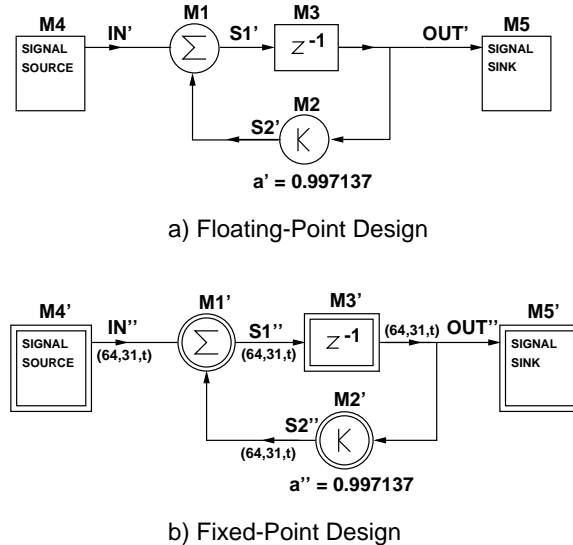 M4 IN' M1 S1' M3 OUT' M5
SIGNAL SOURCE
Σ
z-1
SIGNAL SINK
S2' M2
K
a' = 0.997137
a) Floating-Point Design
M4' IN'' M1' S1'' M3' OUT'' M5'
SIGNAL SOURCE
(64,31,t)
Σ
(64,31,t)
z-1
(64,31,t)
SIGNAL SINK
S2'' M2'
(64,31,t)
K
a'' = 0.997137
b) Fixed-Point Design